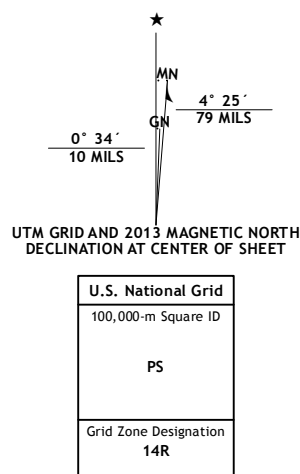 MN
GN
4° 25´
79 MILS
0° 34´
10 MILS
UTM GRID AND 2013 MAGNETIC NORTH
DECLINATION AT CENTER OF SHEET
U.S. National Grid
100,000-m Square ID
PS
Grid Zone Designation
14R